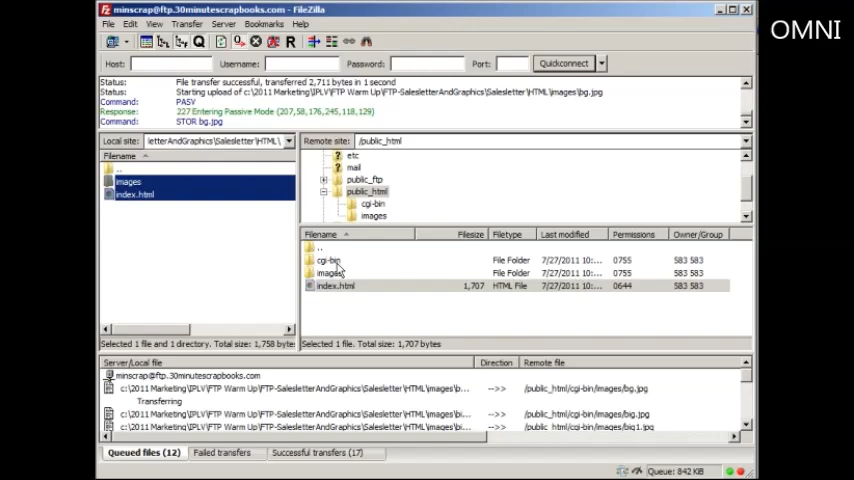 minscrap@ftp.30minutescrapbooks.com - FileZilla
OMNI
File Edit View Transfer Server Bookmarks Help
Host: Username: Password: Port: Quickconnect
Status: File transfer successful, transferred 2,711 bytes in 1 second
Status: Starting upload of c:\2011 Marketing\IPLV\FTP Warm Up\FTP-SalesletterAndGraphics\Salesletter\HTML\images\bg.jpg
Command: PASV
Response: 227 Entering Passive Mode (207,58,176,245,118,129)
Command: STOR bg.jpg
Local site: letterAndGraphics\Salesletter\HTML\
Remote site: /public_html
Filename
..
images
index.html
etc
mail
public_ftp
public_html
cgi-bin
images
Filename Filesize Filetype Last modified Permissions Owner/Group
..
cgi-bin File Folder 7/27/2011 10:... 0755 583 583
images File Folder 7/27/2011 10:... 0755 583 583
index.html 1,707 HTML File 7/27/2011 10:... 0644 583 583
Selected 1 file and 1 directory. Total size: 1,758 bytes
Selected 1 file. Total size: 1,707 bytes
Server/Local file Direction Remote file
minscrap@ftp.30minutescrapbooks.com
c:\2011 Marketing\IPLV\FTP Warm Up\FTP-SalesletterAndGraphics\Salesletter\HTML\images\b... -->> /public_html/cgi-bin/images/bg.jpg
Transferring
c:\2011 Marketing\IPLV\FTP Warm Up\FTP-SalesletterAndGraphics\Salesletter\HTML\images\bi... -->> /public_html/cgi-bin/images/big.jpg
c:\2011 Marketing\IPLV\FTP Warm Up\FTP-SalesletterAndGraphics\Salesletter\HTML\images\bi... -->> /public_html/cgi-bin/images/big1.jpg
Queued files (12) Failed transfers Successful transfers (17)
Queue: 842 KiB